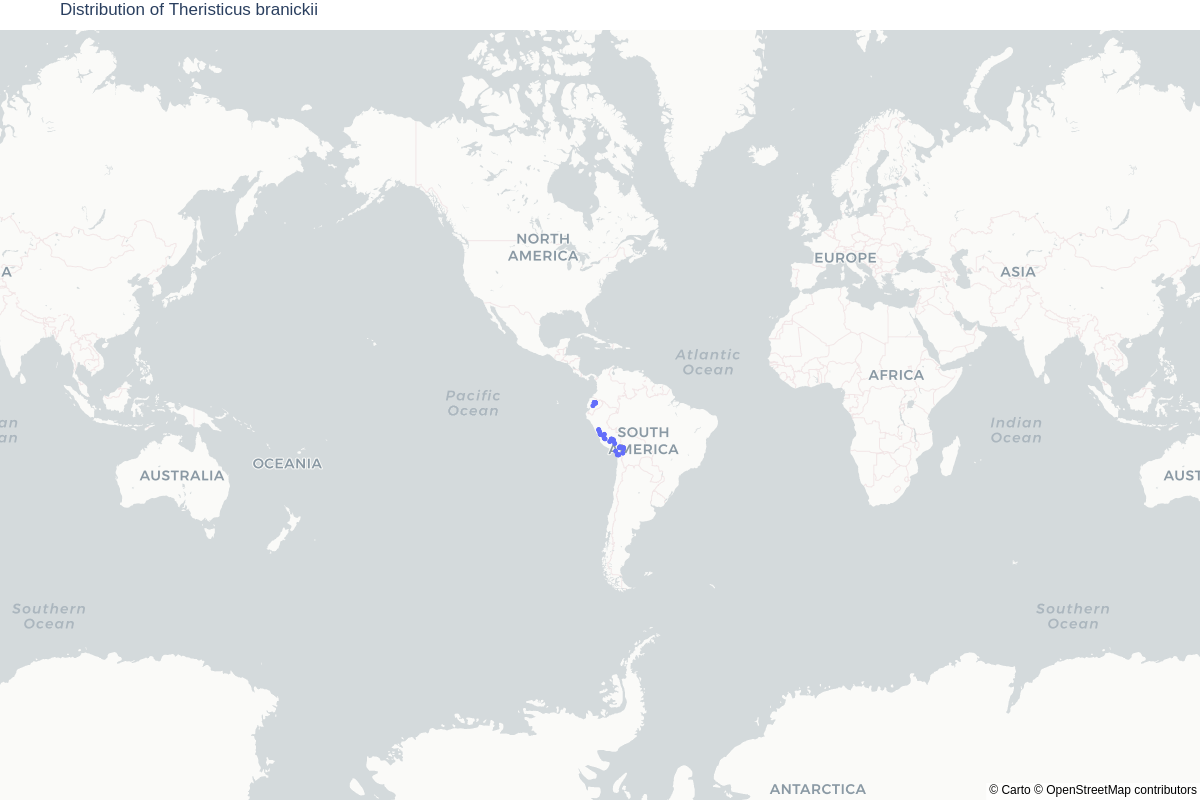 Distribution of Theristicus branickii
NORTH
AMERICA
EUROPE
A
ASIA
Atlantic
Ocean
AFRICA
Pacific
Ocean
an
an
Indian
Ocean
SOUTH
AMERICA
OCEANIA
AUSTRALIA
AUST
Southern
Ocean
Southern
Ocean
ANTARCTICA
© Carto © OpenStreetMap contributors